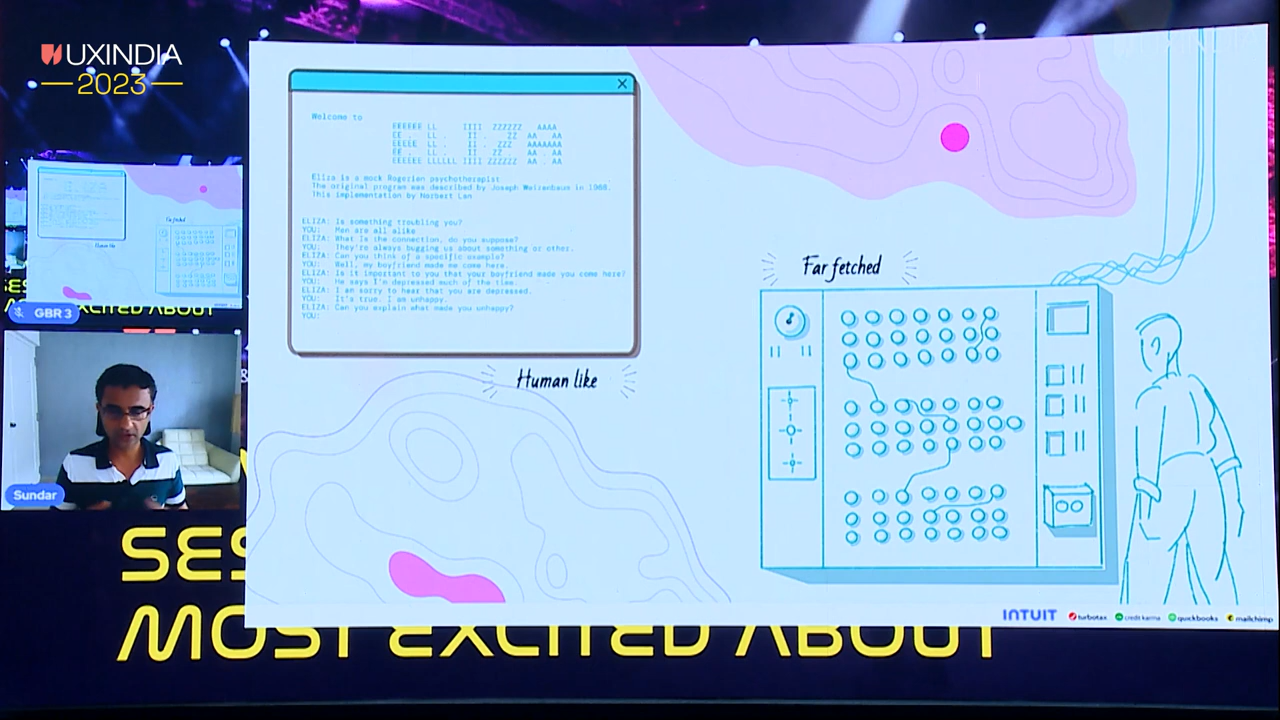 UXINDIA
2023
Welcome to
EEEEEE LL IIII ZZZZZZ AAAA
EE . LL . II . ZZ AA . AA
EEEEE LL . II . ZZZ AAAAAAA
EE . LL . II ZZ . AA . AA
EEEEEE LLLLLL IIII ZZZZZZ AA . AA
Eliza is a mock Rogerian psychotherapist.
The original program was described by Joseph Weizenbaum in 1966.
This implementation by Norbert Lan
ELIZA: Is something troubling you?
YOU: Men are all alike
ELIZA: What is the connection, do you suppose?
YOU: They're always bugging us about something or other.
ELIZA: Can you think of a specific example?
YOU: Well, my boyfriend made me come here.
ELIZA: Is it important to you that your boyfriend made you come here?
YOU: He says I'm depressed much of the time.
ELIZA: I am sorry to hear that you are depressed.
YOU: It's true. I am unhappy.
ELIZA: Can you explain what made you unhappy?
YOU:
Human like
Far fetched
Far fetched
Human like
GBR 3
Sundar
SES
MOST EXCITED ABOUT
INTUIT turbotax credit karma quickbooks mailchimp